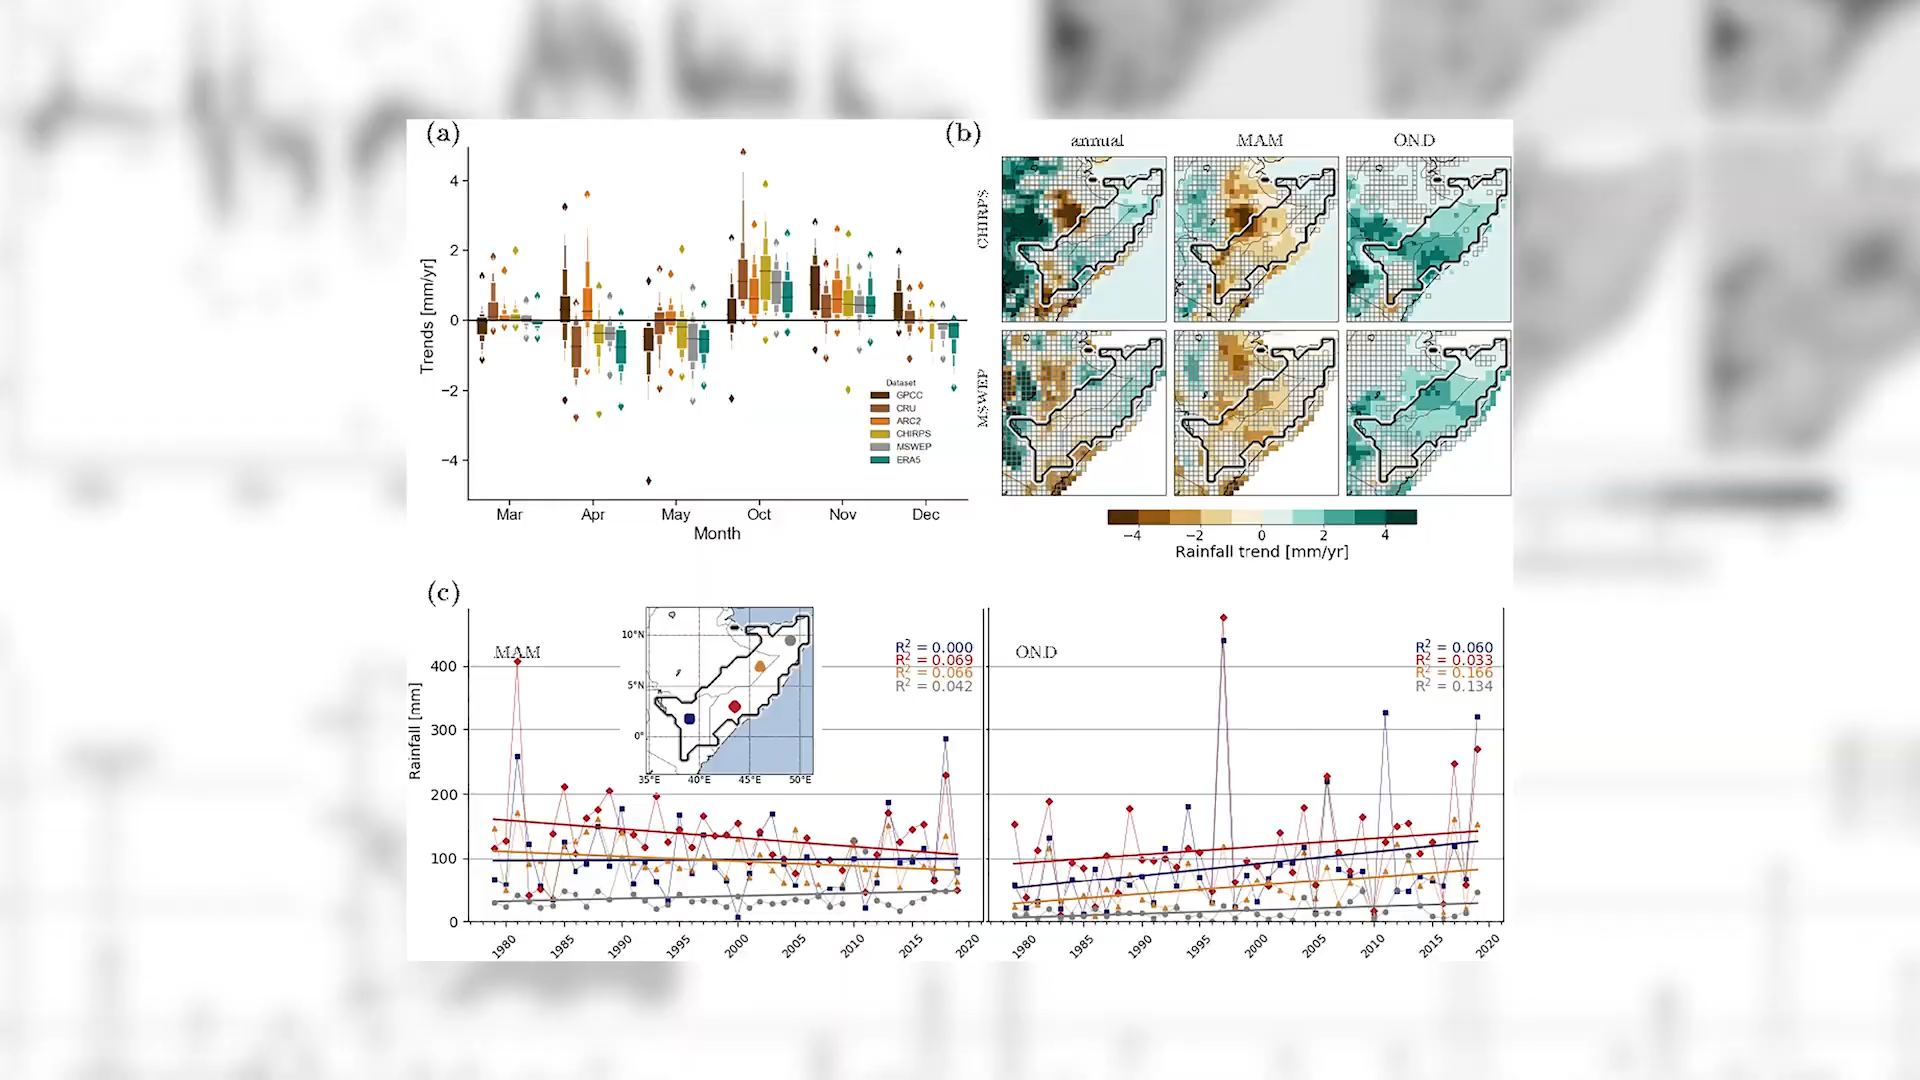 (a)
Trends [mm/yr]
4
2
0
−2
−4
Mar Apr May Oct Nov Dec
Month
Dataset
GPCC
CRU
ARC2
CHIRPS
MSWEP
ERA5
(b)
annual MAM OND
CHIRPS
MSWEP
−4 −2 0 2 4
Rainfall trend [mm/yr]
(c)
Rainfall [mm]
400
300
200
100
0
MAM
10°N
5°N
0°
35°E 40°E 45°E 50°E
R² = 0.000
R² = 0.069
R² = 0.066
R² = 0.042
1980 1985 1990 1995 2000 2005 2010 2015 2020
OND
R² = 0.060
R² = 0.033
R² = 0.166
R² = 0.134
1980 1985 1990 1995 2000 2005 2010 2015 2020